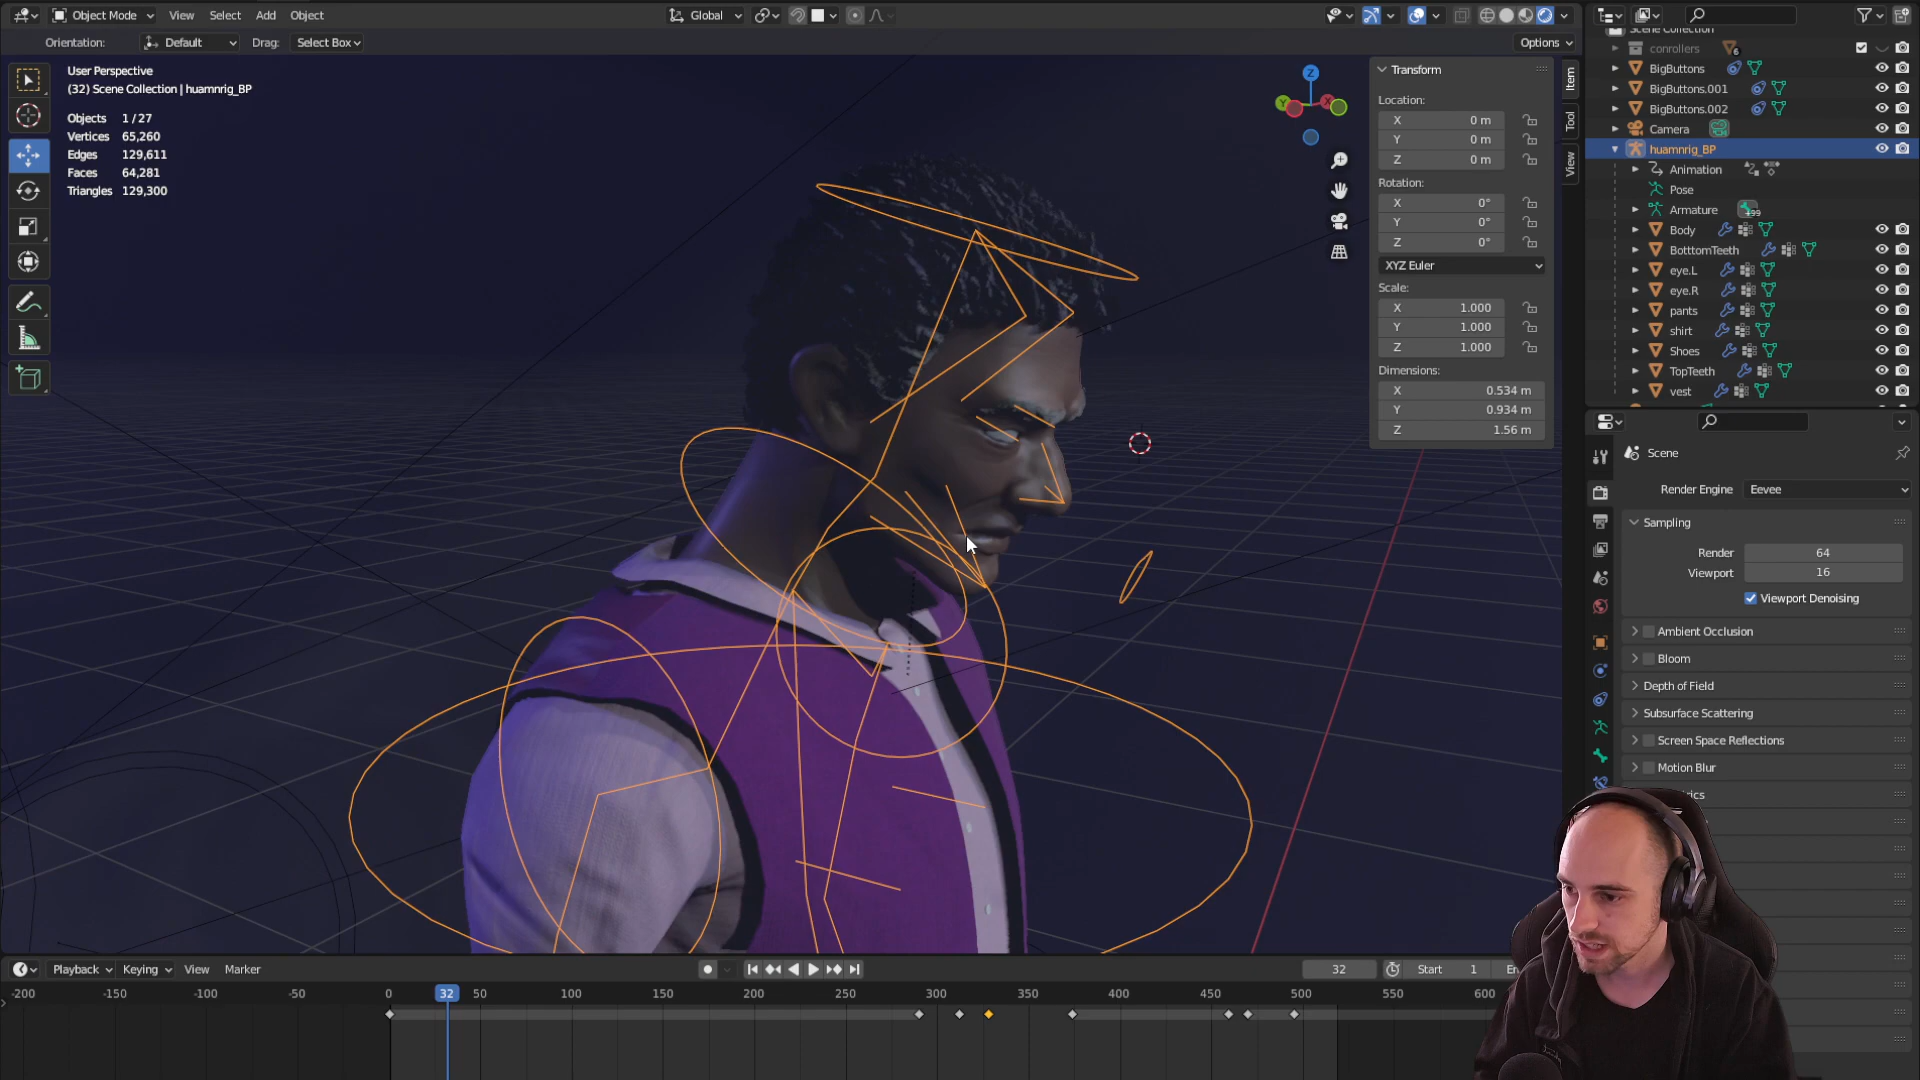 Object Mode View Select Add Object Global Options
Orientation: Default Drag: Select Box
User Perspective
(32) Scene Collection | huamnrig_BP
Objects 1/27
Vertices 65,260
Edges 129,611
Faces 64,281
Triangles 129,300
Z
Y
X
Transform
Location:
X 0 m
Y 0 m
Z 0 m
Rotation:
X 0°
Y 0°
Z 0°
XYZ Euler
Scale:
X 1.000
Y 1.000
Z 1.000
Dimensions:
X 0.534 m
Y 0.934 m
Z 1.56 m
Item
Tool
View
Scene Collection
conrollers 6
BigButtons
BigButtons.001
BigButtons.002
Camera
huamnrig_BP
Animation
Pose
Armature +99
Body
BotttomTeeth
eye.L
eye.R
pants
shirt
Shoes
TopTeeth
vest
Scene
Render Engine Eevee
Sampling
Render 64
Viewport 16
Viewport Denoising
Ambient Occlusion
Bloom
Depth of Field
Subsurface Scattering
Screen Space Reflections
Motion Blur
Playback Keying View Marker 32 Start 1
-200 -150 -100 -50 0 32 50 100 150 200 250 300 350 400 450 500 550 600